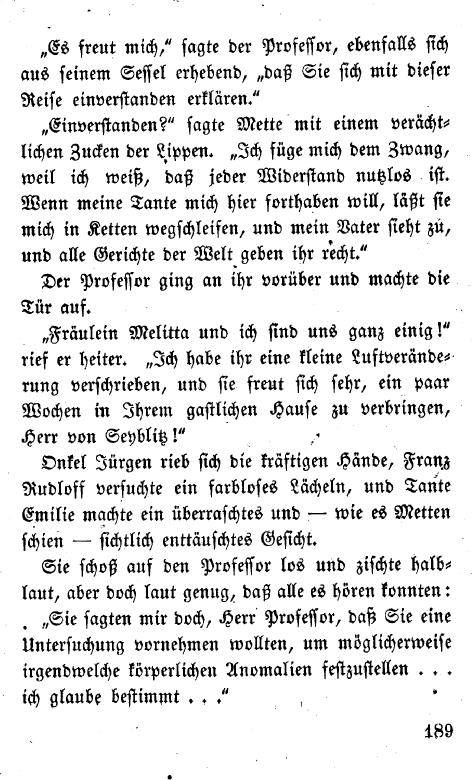 „Es freut mich,“ sagte der Professor, ebenfalls sich
aus seinem Sessel erhebend, „daß Sie sich mit dieser
Reise einverstanden erklären.“
„Einverstanden?“ sagte Mette mit einem verächt-
lichen Zucken der Lippen. „Ich füge mich dem Zwang,
weil ich weiß, daß jeder Widerstand nutzlos ist.
Wenn meine Tante mich hier forthaben will, läßt sie
mich in Ketten wegschleifen, und mein Vater sieht zu,
und alle Gerichte der Welt geben ihr recht.“
Der Professor ging an ihr vorüber und machte die
Tür auf.
„Fräulein Melitta und ich sind uns ganz einig!“
rief er heiter. „Ich habe ihr eine kleine Luftverände-
rung verschrieben, und sie freut sich sehr, ein paar
Wochen in Ihrem gastlichen Hause zu verbringen,
Herr von Seyblitz!“
Onkel Jürgen rieb sich die kräftigen Hände, Franz
Rudloff versuchte ein farbloses Lächeln, und Tante
Emilie machte ein überraschtes und — wie es Metten
schien — sichtlich enttäuschtes Gesicht.
Sie schoß auf den Professor los und zischte halb-
laut, aber doch laut genug, daß alle es hören konnten:
„Sie sagten mir doch, Herr Professor, daß Sie eine
Untersuchung vornehmen wollten, um möglicherweise
irgendwelche körperlichen Anomalien festzustellen . . .
ich glaube bestimmt . . .“
189